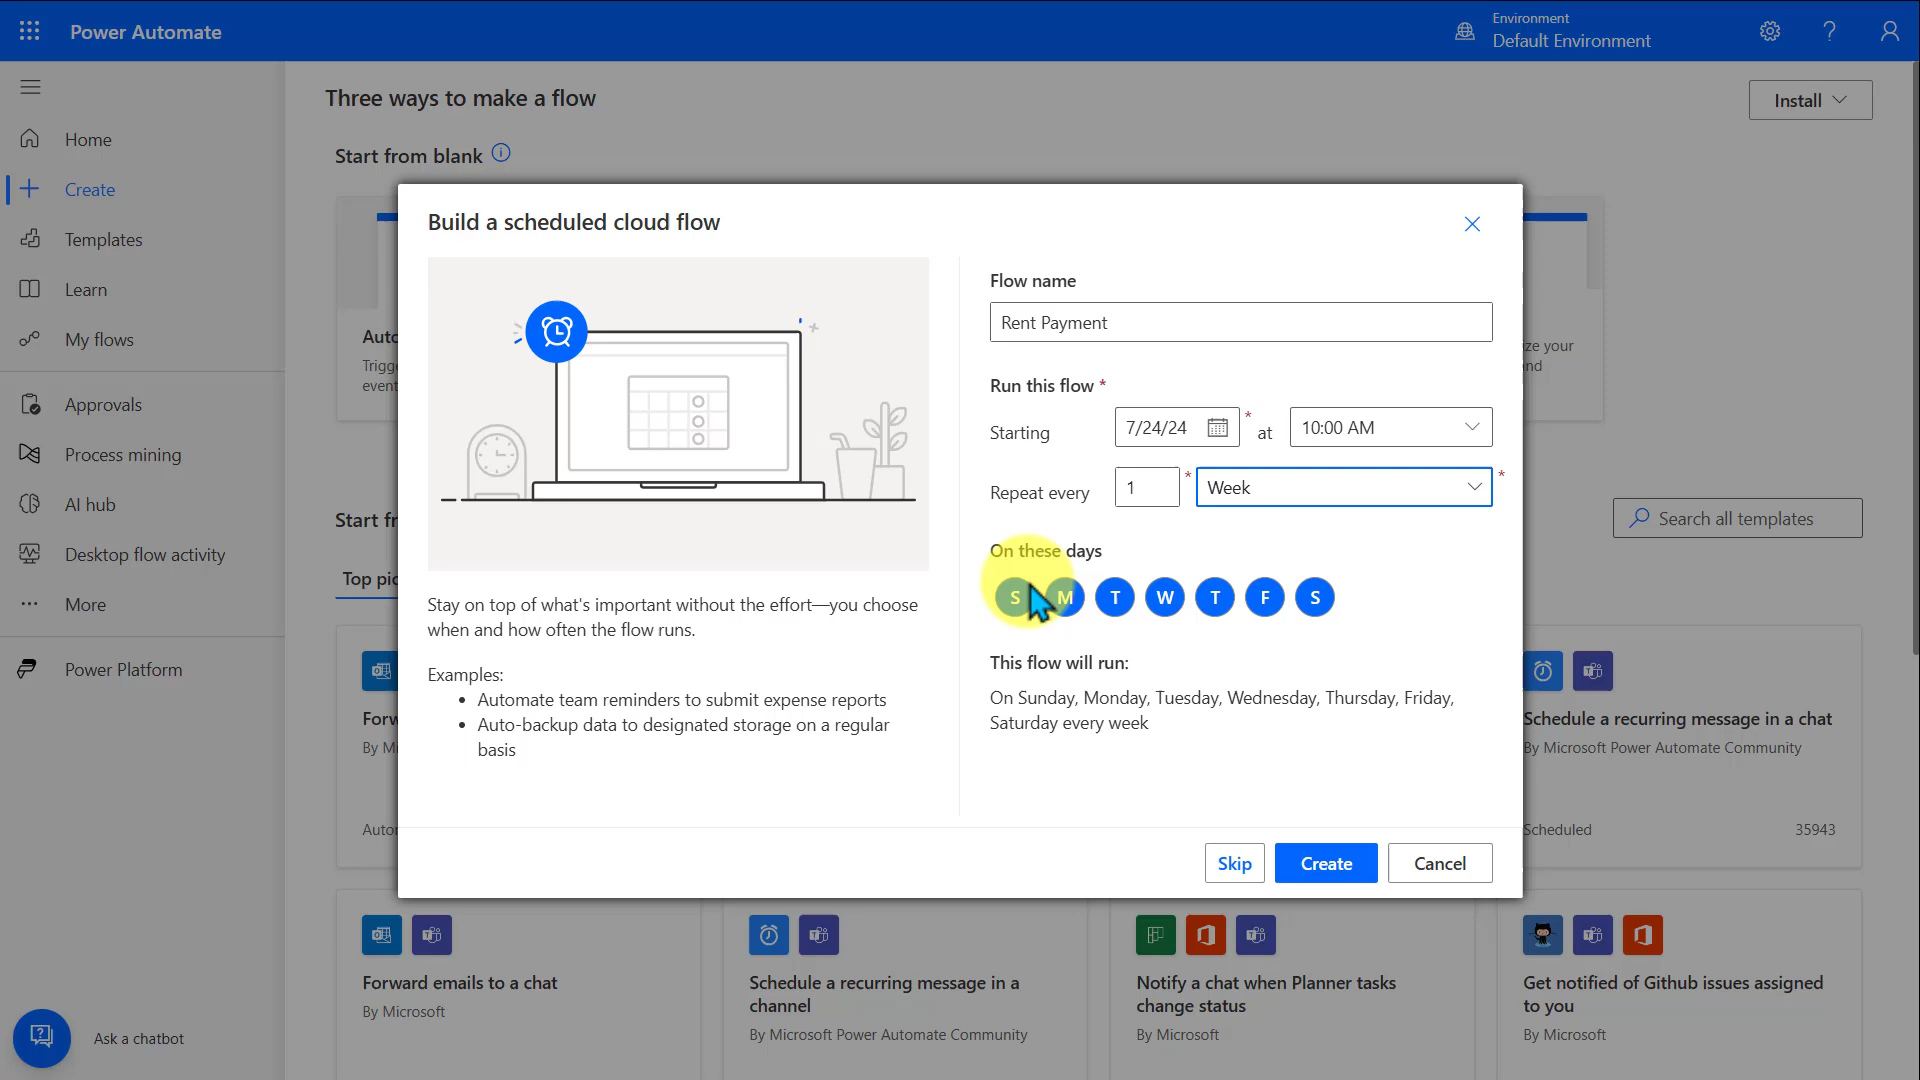 Power Automate
Environment
Default Environment
Home
Create
Templates
Learn
My flows
Approvals
Process mining
AI hub
Desktop flow activity
More
Power Platform
Ask a chatbot
Three ways to make a flow
Install
Start from blank
Build a scheduled cloud flow
Stay on top of what's important without the effort—you choose
when and how often the flow runs.
Examples:
Automate team reminders to submit expense reports
Auto-backup data to designated storage on a regular
basis
Flow name
Rent Payment
Run this flow *
Starting
7/24/24 *
at
10:00 AM
Repeat every
1 *
Week *
On these days
S M T W T F S
This flow will run:
On Sunday, Monday, Tuesday, Wednesday, Thursday, Friday,
Saturday every week
Skip
Create
Cancel
Search all templates
Schedule a recurring message in a chat
By Microsoft Power Automate Community
Scheduled
35943
Forward emails to a chat
By Microsoft
Schedule a recurring message in a
channel
By Microsoft Power Automate Community
Notify a chat when Planner tasks
change status
By Microsoft
Get notified of Github issues assigned
to you
By Microsoft